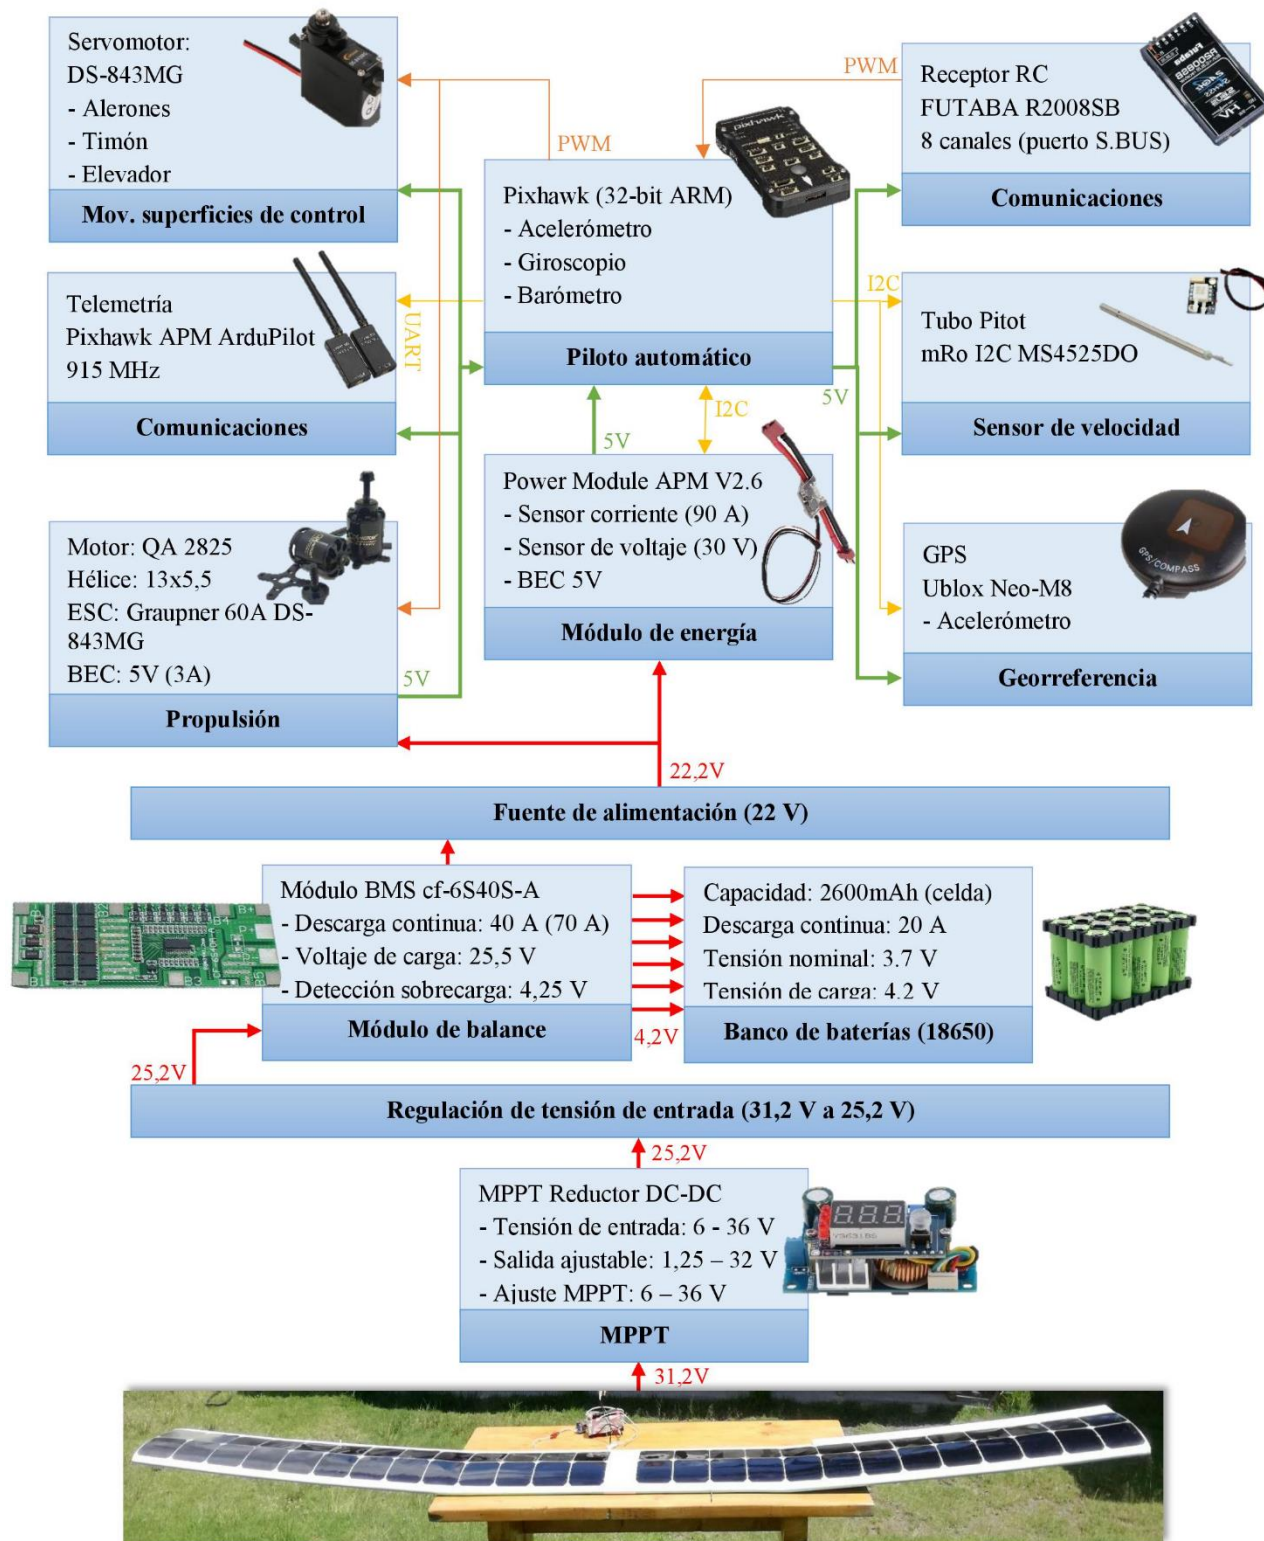 Servomotor:
DS-843MG
- Alerones
- Timón
- Elevador
Mov. superficies de control
PWM
PWM
Receptor RC
FUTABA R2008SB
8 canales (puerto S.BUS)
Comunicaciones
Pixhawk (32-bit ARM)
- Acelerómetro
- Giroscopio
- Barómetro
Piloto automático
Telemetría
Pixhawk APM ArduPilot
915 MHz
Comunicaciones
UART
I2C
Tubo Pitot
mRo I2C MS4525DO
Sensor de velocidad
5V
I2C
5V
Power Module APM V2.6
- Sensor corriente (90 A)
- Sensor de voltaje (30 V)
- BEC 5V
Módulo de energía
Motor: QA 2825
Hélice: 13x5,5
ESC: Graupner 60A DS-
843MG
BEC: 5V (3A)
Propulsión
5V
GPS/COMPASS
GPS
Ublox Neo-M8
- Acelerómetro
Georreferencia
22,2V
Fuente de alimentación (22 V)
Módulo BMS cf-6S40S-A
- Descarga continua: 40 A (70 A)
- Voltaje de carga: 25,5 V
- Detección sobrecarga: 4,25 V
Módulo de balance
4,2V
Capacidad: 2600mAh (celda)
Descarga continua: 20 A
Tensión nominal: 3.7 V
Tensión de carga: 4.2 V
Banco de baterías (18650)
25,2V
Regulación de tensión de entrada (31,2 V a 25,2 V)
25,2V
MPPT Reductor DC-DC
- Tensión de entrada: 6 - 36 V
- Salida ajustable: 1,25 – 32 V
- Ajuste MPPT: 6 – 36 V
MPPT
31,2V